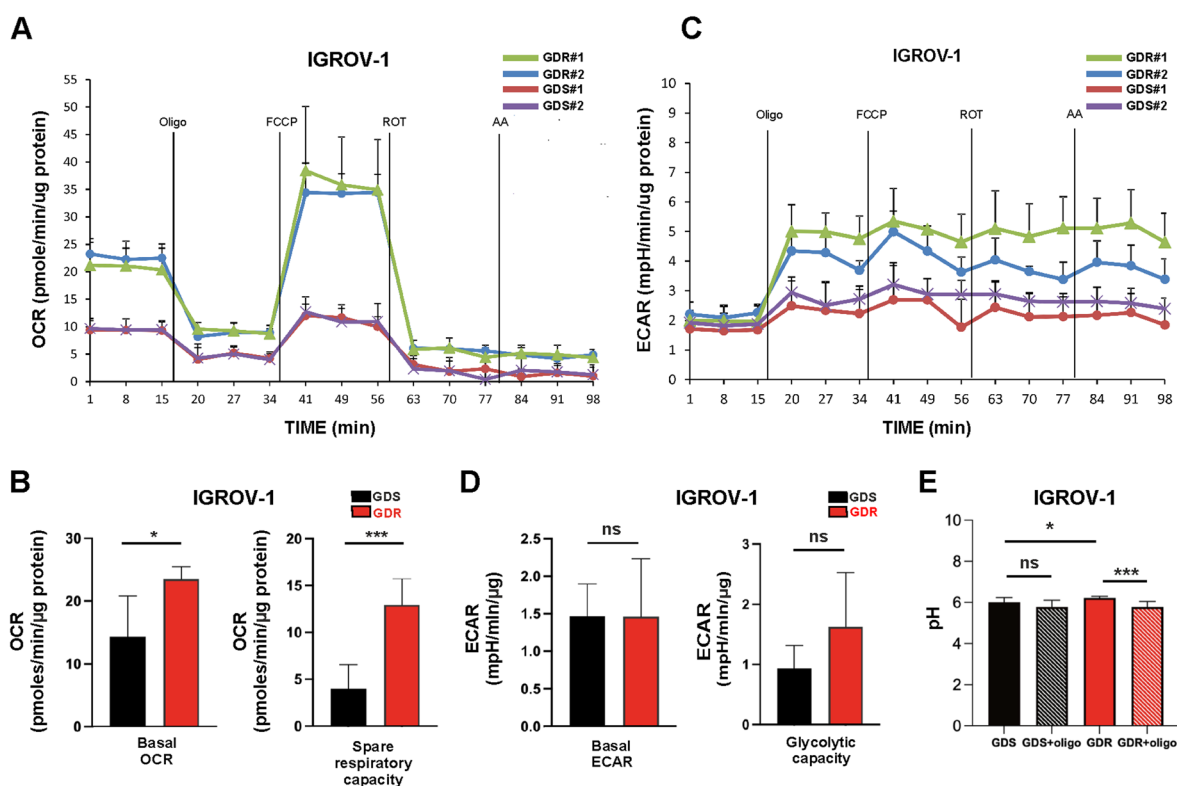 A
IGROV-1
GDR#1
GDR#2
GDS#1
GDS#2
OCR (pmole/min/ug protein)
55
50
45
40
35
30
25
20
15
10
5
0
Oligo
FCCP
ROT
AA
1 8 15 20 27 34 41 49 56 63 70 77 84 91 98
TIME (min)
C
IGROV-1
GDR#1
GDR#2
GDS#1
GDS#2
ECAR (mpH/min/ug protein)
10
9
8
7
6
5
4
3
2
1
0
Oligo
FCCP
ROT
AA
1 8 15 20 27 34 41 49 56 63 70 77 84 91 98
TIME (min)
B
IGROV-1
GDS
GDR
OCR
(pmoles/min/µg protein)
30
20
10
0
*
Basal
OCR
OCR
(pmoles/min/µg protein)
20
15
10
5
0
***
Spare
respiratory
capacity
D
IGROV-1
GDS
GDR
ECAR
(mpH/mln/µg)
2.5
2.0
1.5
1.0
0.5
0.0
ns
Basal
ECAR
ECAR
(mpH/mln/µg)
3
2
1
0
ns
Glycolytic
capacity
E
IGROV-1
pH
10
8
6
4
2
0
*
ns
***
GDS GDS+oligo GDR GDR+oligo